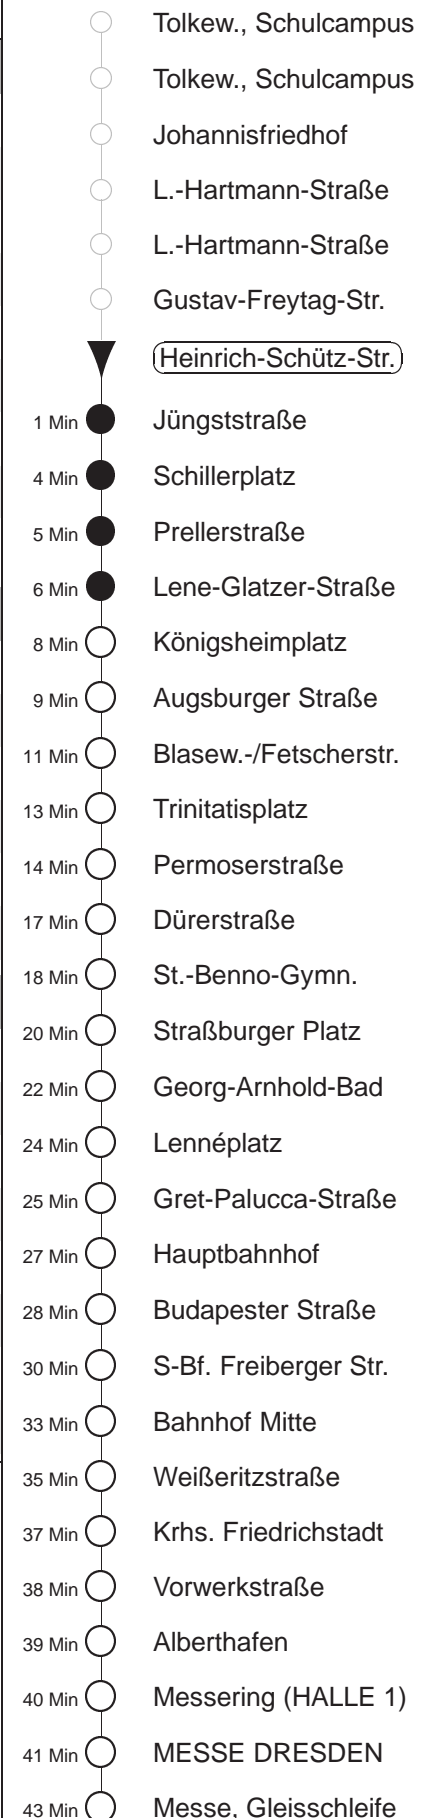 Tolkew., Schulcampus
Tolkew., Schulcampus
Johannisfriedhof
L.-Hartmann-Straße
L.-Hartmann-Straße
Gustav-Freytag-Str.
Heinrich-Schütz-Str.
1 Min Jüngststraße
4 Min Schillerplatz
5 Min Prellerstraße
6 Min Lene-Glatzer-Straße
8 Min Königsheimplatz
9 Min Augsburger Straße
11 Min Blasew.-/Fetscherstr.
13 Min Trinitatisplatz
14 Min Permoserstraße
17 Min Dürerstraße
18 Min St.-Benno-Gymn.
20 Min Straßburger Platz
22 Min Georg-Arnhold-Bad
24 Min Lennéplatz
25 Min Gret-Palucca-Straße
27 Min Hauptbahnhof
28 Min Budapester Straße
30 Min S-Bf. Freiberger Str.
33 Min Bahnhof Mitte
35 Min Weißeritzstraße
37 Min Krhs. Friedrichstadt
38 Min Vorwerkstraße
39 Min Alberthafen
40 Min Messering (HALLE 1)
41 Min MESSE DRESDEN
43 Min Messe, Gleisschleife